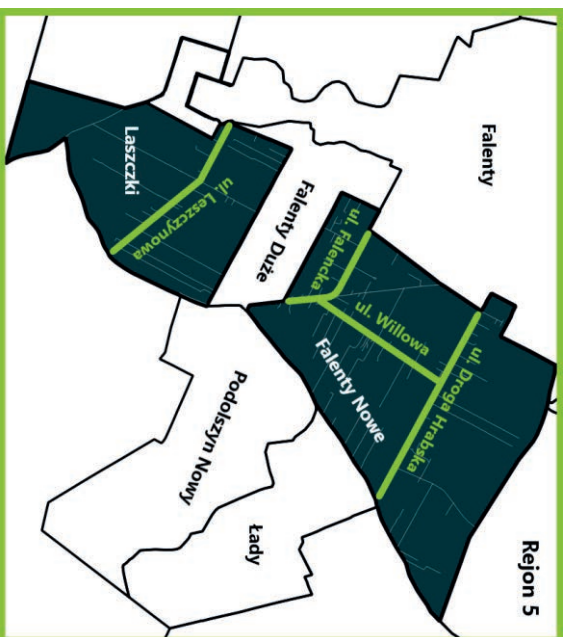 Rejon 5
Falenty
ul. Droga Hrabska
ul. Willowa
Falenty Nowe
ul. Falencka
Falenty Duże
Łady
Podolszyn Nowy
ul. Leszczynowa
Laszczki